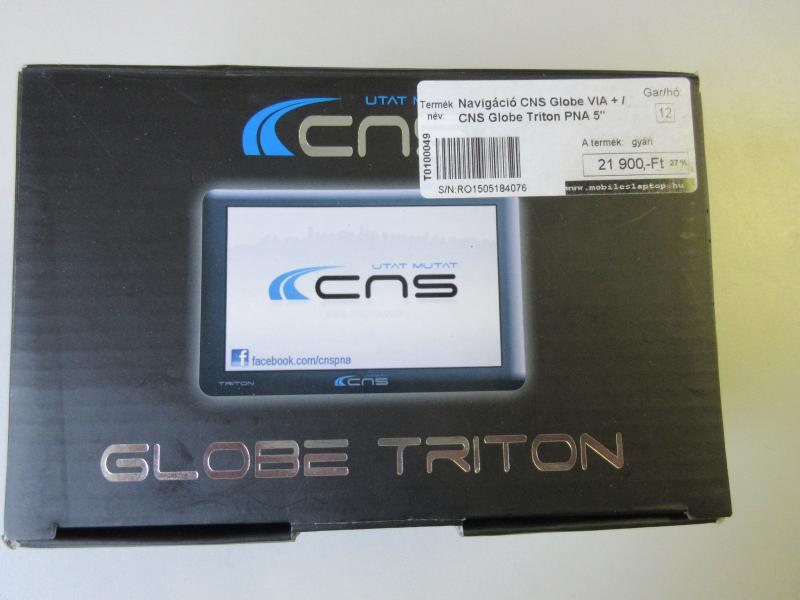 UTAT M
CNS
Termék név:
Navigáció CNS Globe VIA + /
CNS Globe Triton PNA 5"
Gar/hó:
12
T0100049
A termék: gyári
21 900,-Ft 27 %
S/N:RO1505184076
www.mobileslaptop.hu
UTAT MUTAT
CNS
facebook.com/cnspna
TRITON
CNS
GLOBE TRITON